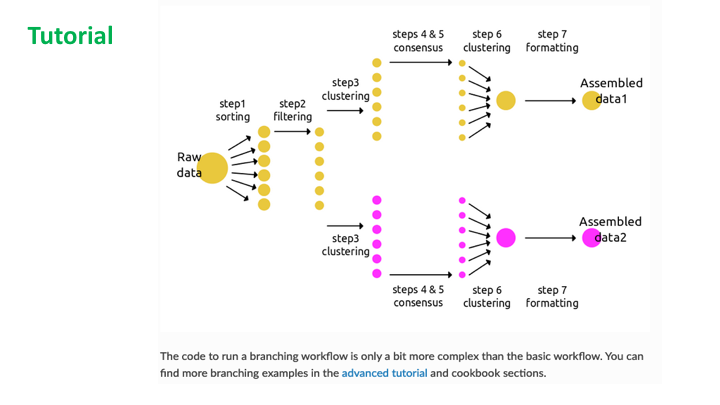 Tutorial
steps 4 & 5
consensus
step 6
clustering
step 7
formatting
step3
clustering
Assembled
data1
step1
sorting
step2
filtering
Raw
data
step3
clustering
Assembled
data2
steps 4 & 5
consensus
step 6
clustering
step 7
formatting
The code to run a branching workflow is only a bit more complex than the basic workflow. You can
find more branching examples in the advanced tutorial and cookbook sections.